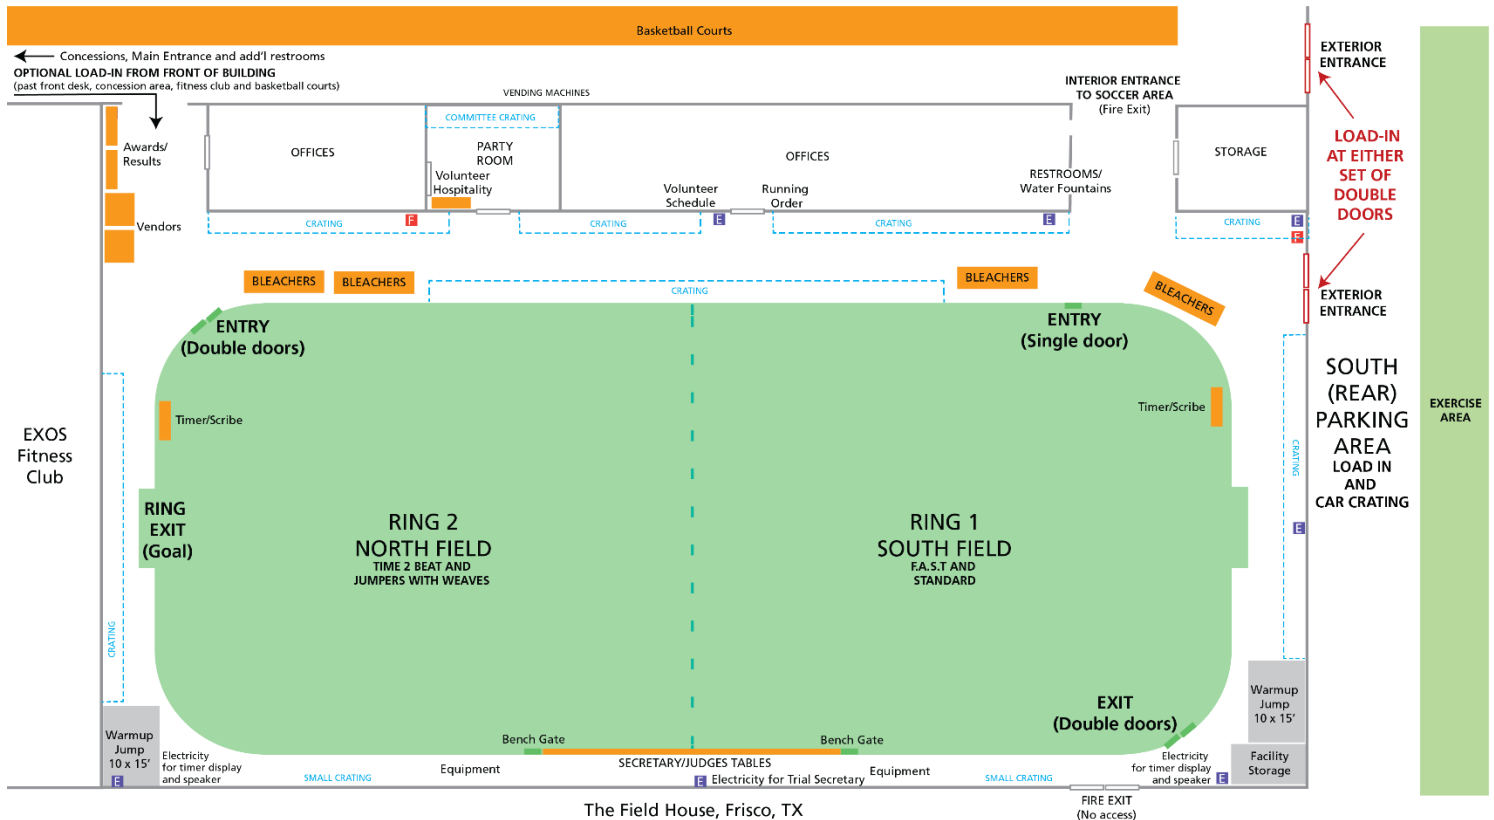 Basketball Courts
Concessions, Main Entrance and add'l restrooms
OPTIONAL LOAD-IN FROM FRONT OF BUILDING
(past front desk, concession area, fitness club and basketball courts)
VENDING MACHINES
INTERIOR ENTRANCE
TO SOCCER AREA
(Fire Exit)
EXTERIOR
ENTRANCE
COMMITTEE CRATING
Awards/
Results
OFFICES
PARTY
ROOM
Volunteer
Hospitality
OFFICES
Volunteer
Schedule
Running
Order
RESTROOMS/
Water Fountains
STORAGE
LOAD-IN
AT EITHER
SET OF
DOUBLE
DOORS
Vendors
CRATING
F
CRATING
E
CRATING
E
CRATING
E
F
BLEACHERS
BLEACHERS
CRATING
BLEACHERS
BLEACHERS
EXTERIOR
ENTRANCE
ENTRY
(Double doors)
ENTRY
(Single door)
Timer/Scribe
Timer/Scribe
SOUTH
(REAR)
PARKING
AREA
LOAD IN
AND
CAR CRATING
EXERCISE
AREA
EXOS
Fitness
Club
CRATING
E
RING
EXIT
(Goal)
RING 2
NORTH FIELD
TIME 2 BEAT AND
JUMPERS WITH WEAVES
RING 1
SOUTH FIELD
F.A.S.T AND
STANDARD
CRATING
Warmup
Jump
10 x 15'
E
Electricity
for timer display
and speaker
SMALL CRATING
Equipment
Bench Gate
SECRETARY/JUDGES TABLES
E
Electricity for Trial Secretary
Bench Gate
Equipment
SMALL CRATING
EXIT
(Double doors)
Electricity
for timer display
and speaker
E
Warmup
Jump
10 x 15'
Facility
Storage
FIRE EXIT
(No access)
The Field House, Frisco, TX